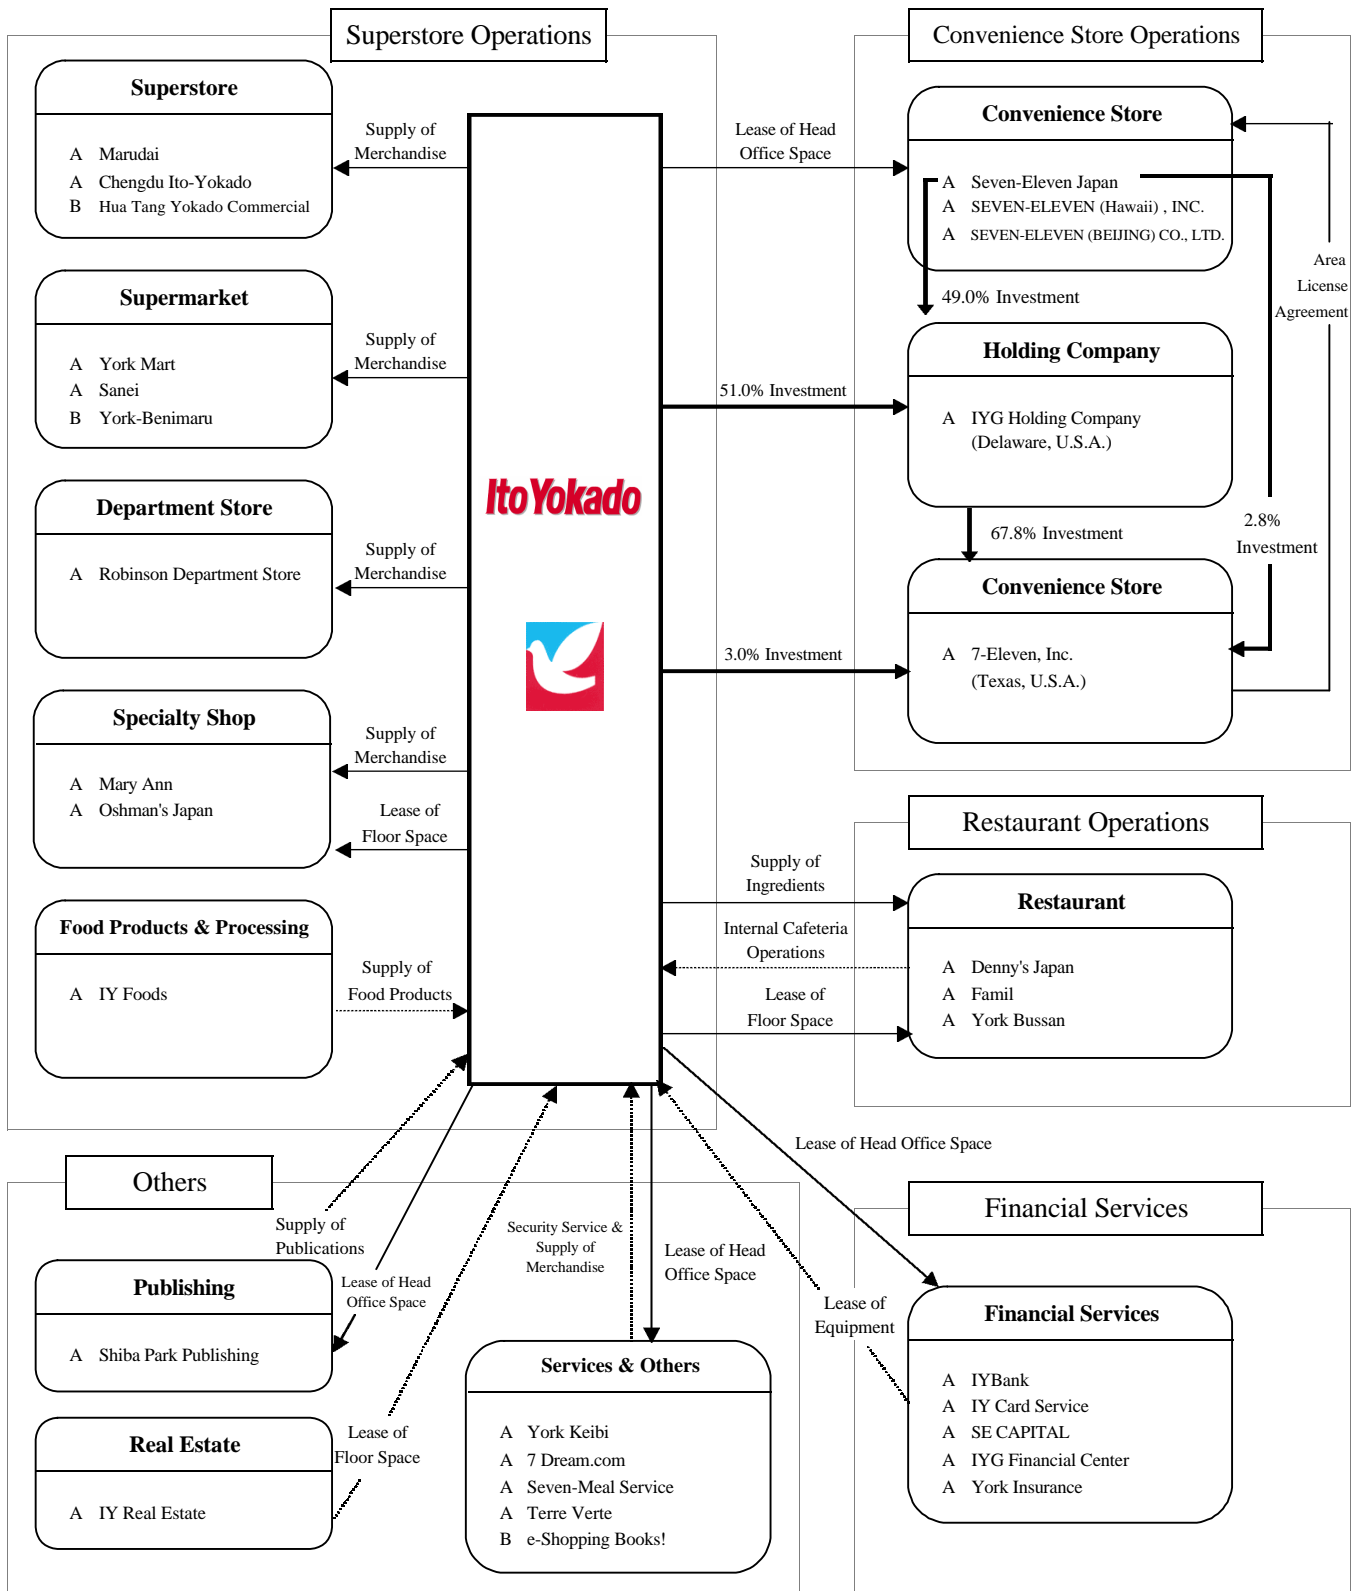 Superstore Operations
Superstore
A Marudai
A Chengdu Ito-Yokado
B Hua Tang Yokado Commercial
Supply of
Merchandise
Supermarket
A York Mart
A Sanei
B York-Benimaru
Supply of
Merchandise
Department Store
A Robinson Department Store
Supply of
Merchandise
Specialty Shop
A Mary Ann
A Oshman's Japan
Supply of
Merchandise
Lease of
Floor Space
Food Products & Processing
A IY Foods
Supply of
Food Products
Ito Yokado
Convenience Store Operations
Lease of Head
Office Space
Convenience Store
A Seven-Eleven Japan
A SEVEN-ELEVEN (Hawaii) , INC.
A SEVEN-ELEVEN (BEIJING) CO., LTD.
Area
License
Agreement
49.0% Investment
Holding Company
51.0% Investment
A IYG Holding Company
(Delaware, U.S.A.)
67.8% Investment
2.8%
Investment
Convenience Store
3.0% Investment
A 7-Eleven, Inc.
(Texas, U.S.A.)
Restaurant Operations
Supply of
Ingredients
Restaurant
Internal Cafeteria
Operations
A Denny's Japan
A Famil
A York Bussan
Lease of
Floor Space
Lease of Head Office Space
Others
Supply of
Publications
Publishing
A Shiba Park Publishing
Lease of Head
Office Space
Real Estate
A IY Real Estate
Lease of
Floor Space
Security Service &
Supply of
Merchandise
Lease of Head
Office Space
Services & Others
A York Keibi
A 7 Dream.com
A Seven-Meal Service
A Terre Verte
B e-Shopping Books!
Financial Services
Lease of
Equipment
Financial Services
A IYBank
A IY Card Service
A SE CAPITAL
A IYG Financial Center
A York Insurance